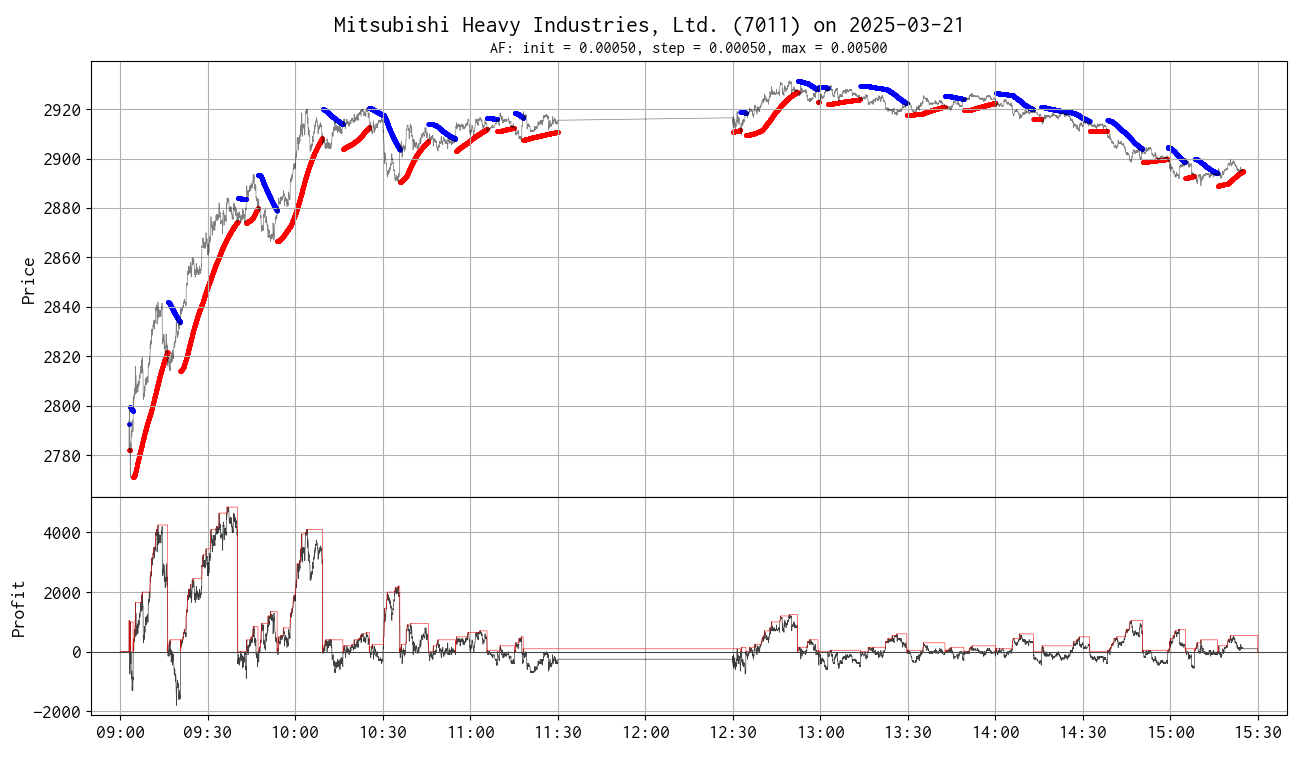 Mitsubishi Heavy Industries, Ltd. (7011) on 2025-03-21
AF: init = 0.00050, step = 0.00050, max = 0.00500
Price
2920
2900
2880
2860
2840
2820
2800
2780
Profit
4000
2000
0
−2000
09:00 09:30 10:00 10:30 11:00 11:30 12:00 12:30 13:00 13:30 14:00 14:30 15:00 15:30